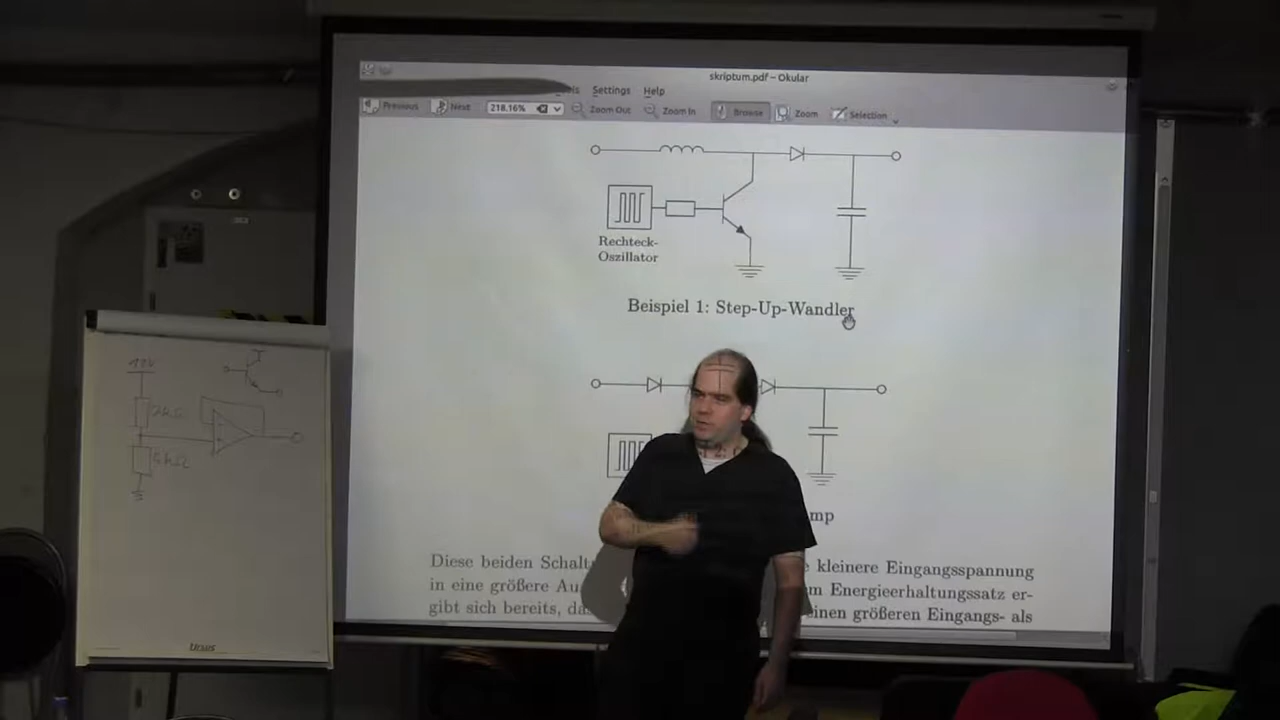 skriptum.pdf – Okular
Settings Help
Previous Next 218.16% Zoom Out Zoom In Browse Zoom Selection
Rechteck-
Oszillator
Beispiel 1: Step-Up-Wandler
mp
Diese beiden Schalt kleinere Eingangsspannung
in eine größere Au m Energieerhaltungssatz er-
gibt sich bereits, da einen größeren Eingangs- als
10V